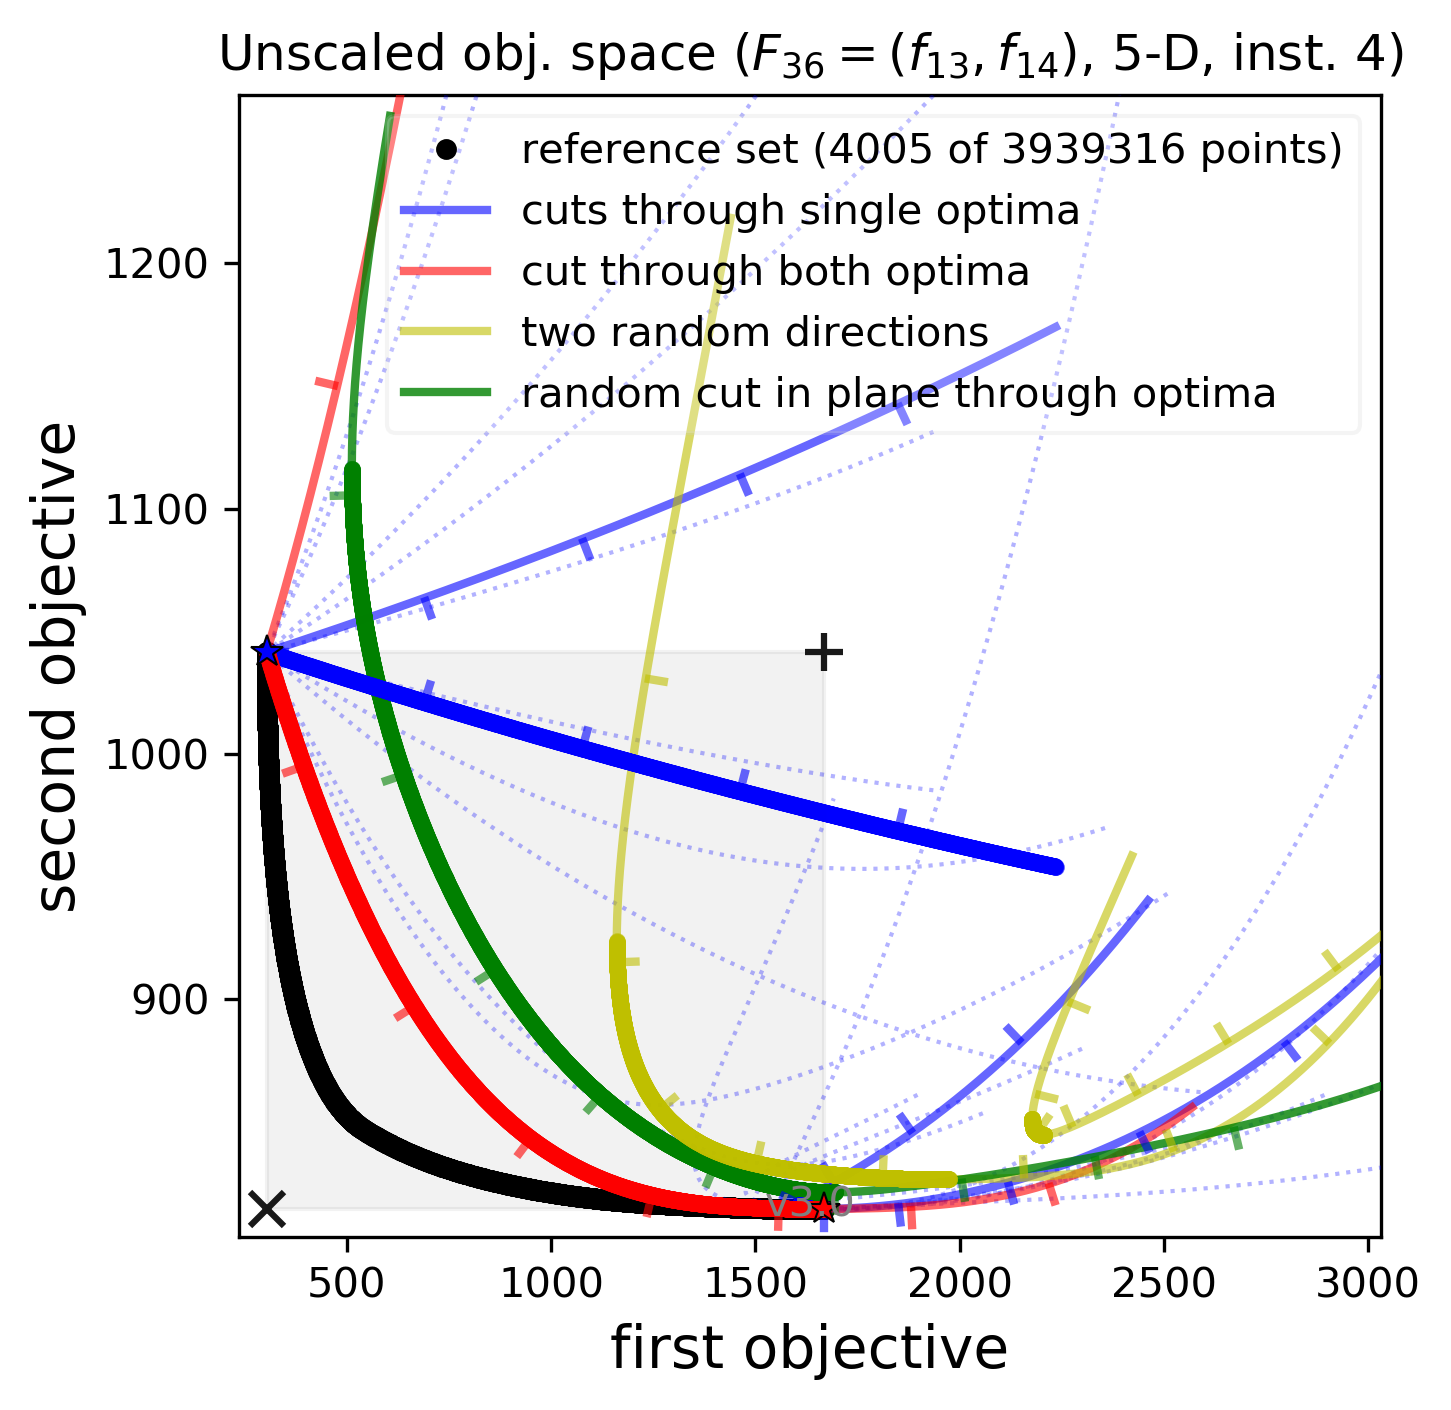 Unscaled obj. space (F36 = (f13, f14), 5-D, inst. 4)
reference set (4005 of 3939316 points)
cuts through single optima
cut through both optima
two random directions
random cut in plane through optima
1200
1100
1000
900
second objective
v3.0
500 1000 1500 2000 2500 3000
first objective